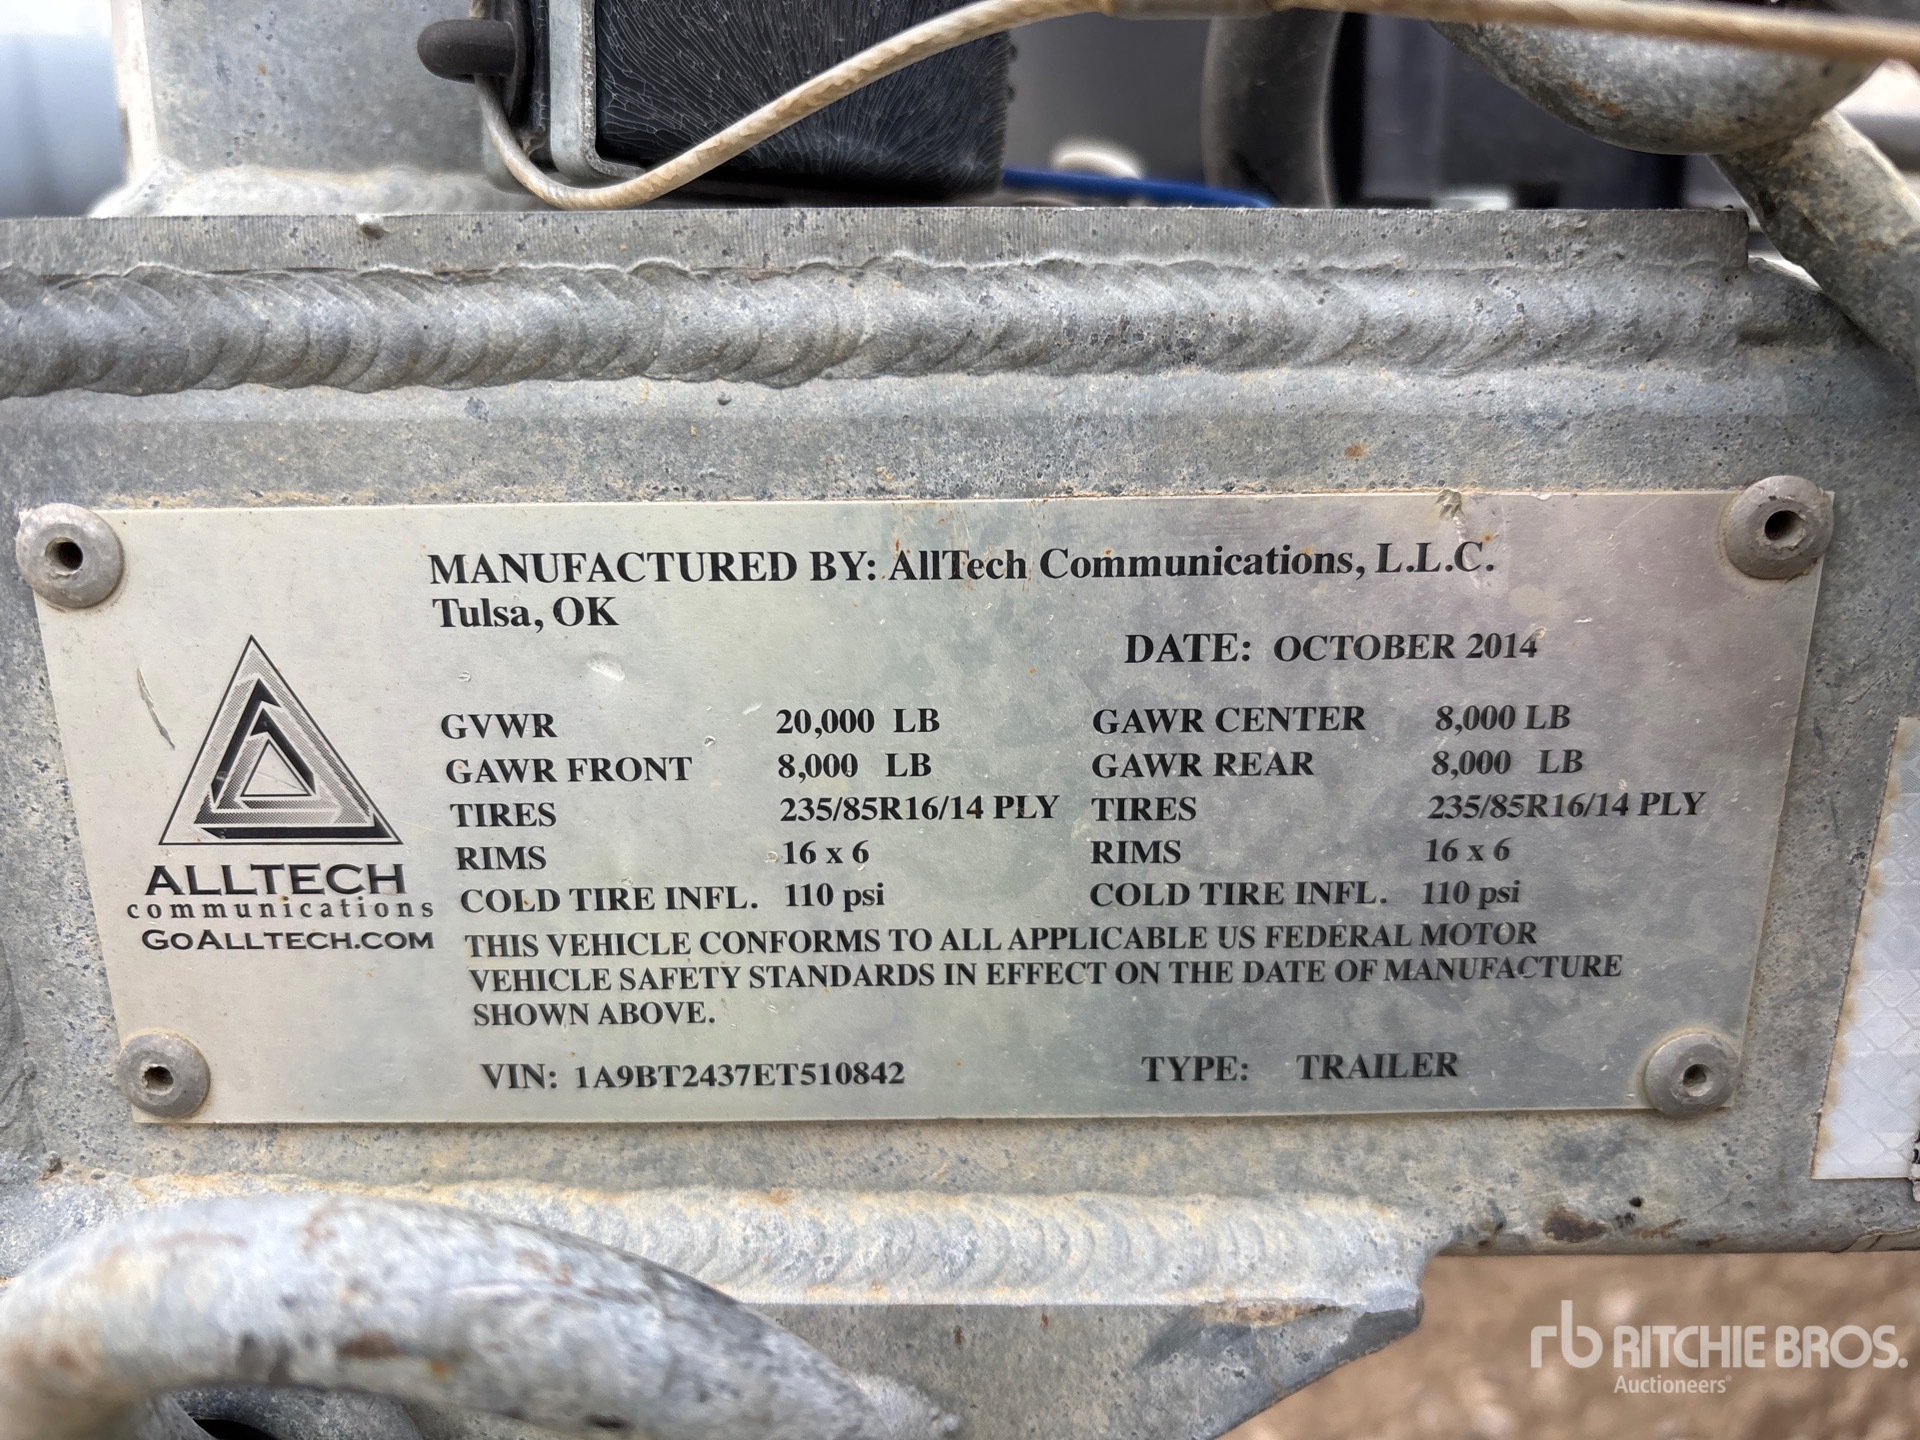 MANUFACTURED BY: AllTech Communications, L.L.C.
Tulsa, OK
DATE: OCTOBER 2014
GVWR 20,000 LB GAWR CENTER 8,000 LB
GAWR FRONT 8,000 LB GAWR REAR 8,000 LB
TIRES 235/85R16/14 PLY TIRES 235/85R16/14 PLY
RIMS 16 x 6 RIMS 16 x 6
COLD TIRE INFL. 110 psi COLD TIRE INFL. 110 psi
ALLTECH
communications
GOALLTECH.COM
THIS VEHICLE CONFORMS TO ALL APPLICABLE US FEDERAL MOTOR
VEHICLE SAFETY STANDARDS IN EFFECT ON THE DATE OF MANUFACTURE
SHOWN ABOVE.
VIN: 1A9BT2437ET510842 TYPE: TRAILER
rb RITCHIE BROS.
Auctioneers